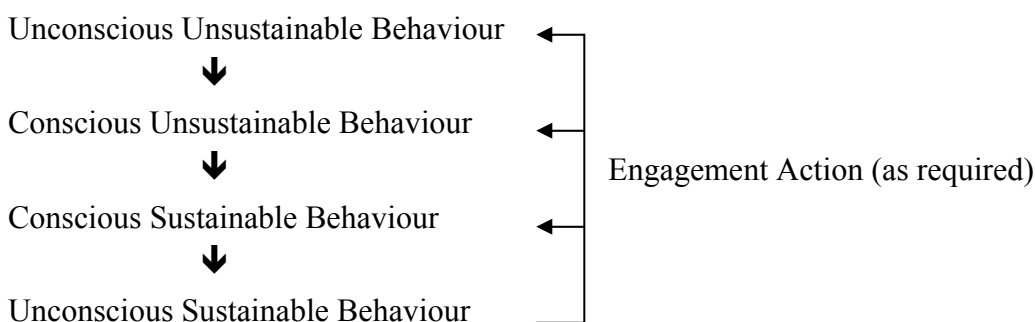 Unconscious Unsustainable Behaviour
Conscious Unsustainable Behaviour
Engagement Action (as required)
Conscious Sustainable Behaviour
Unconscious Sustainable Behaviour